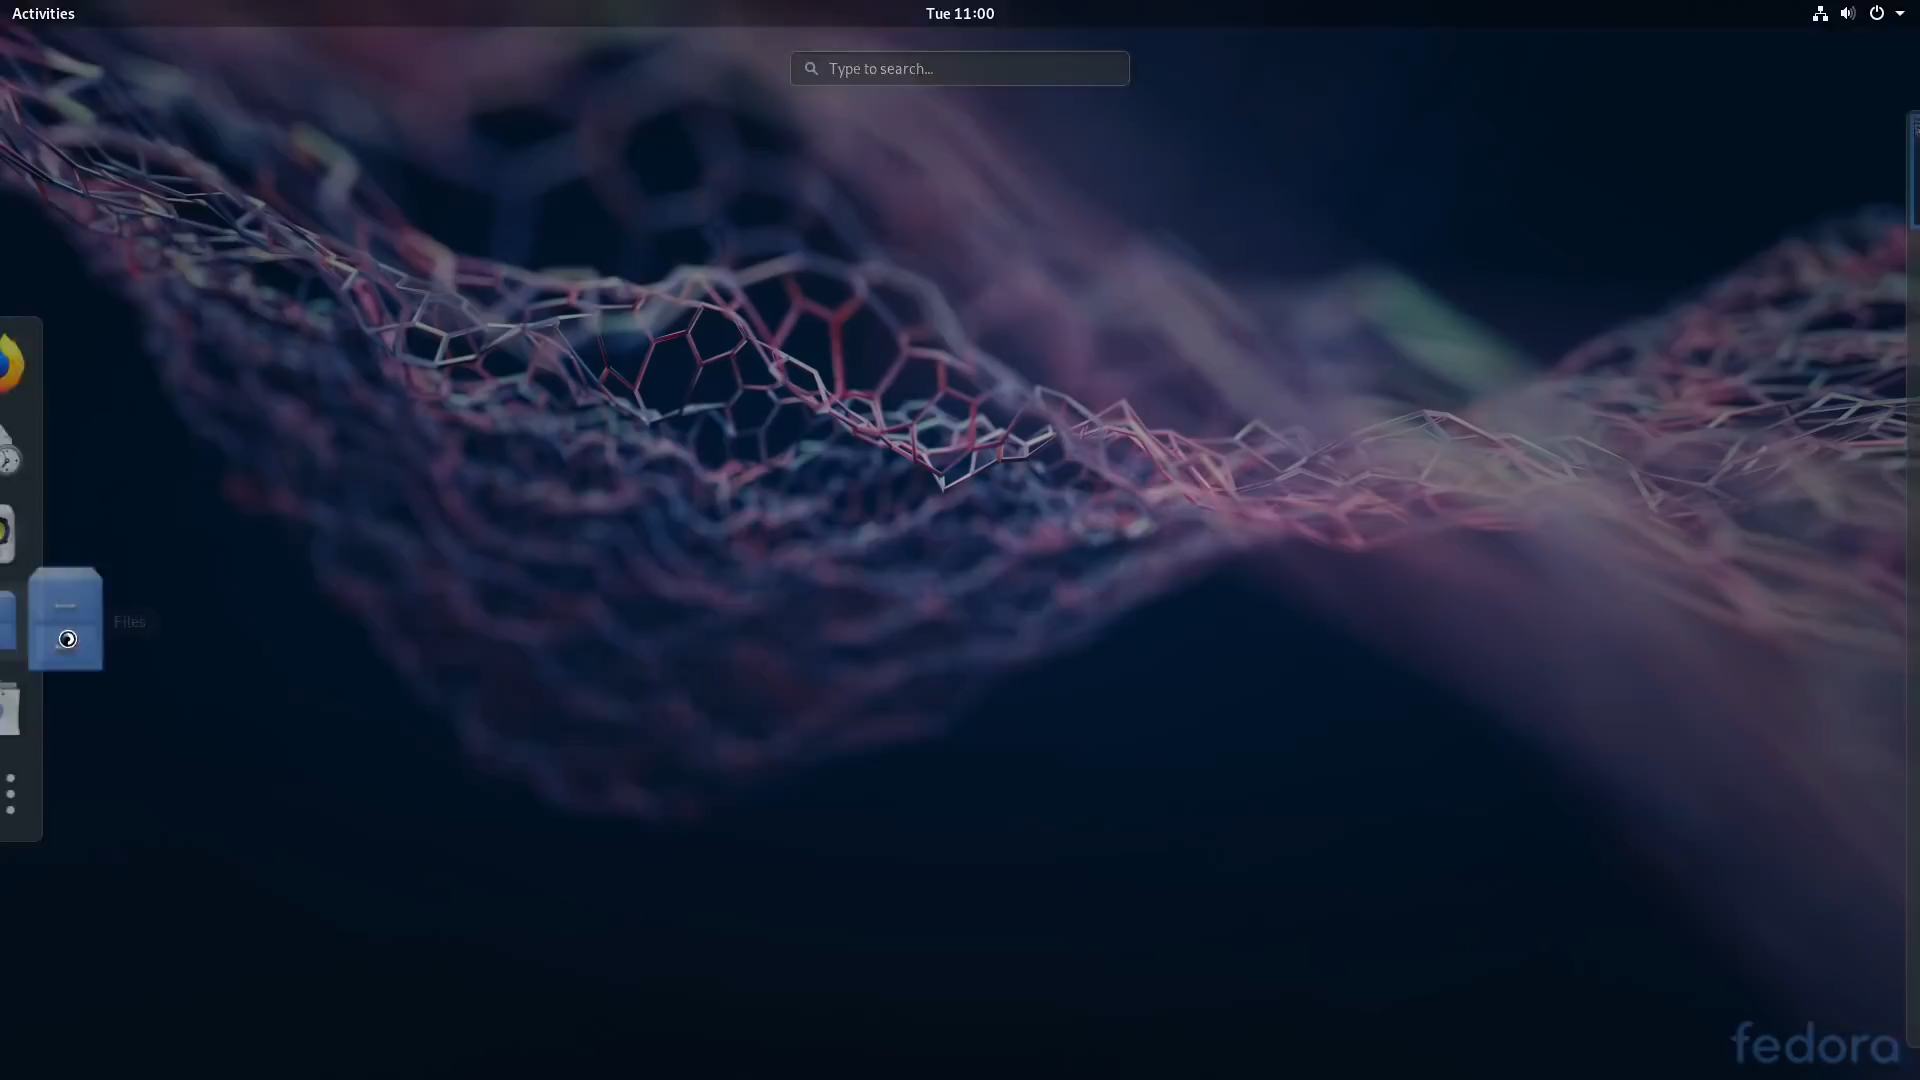 Activities
Tue 11:00
Type to search...
Files
fedora